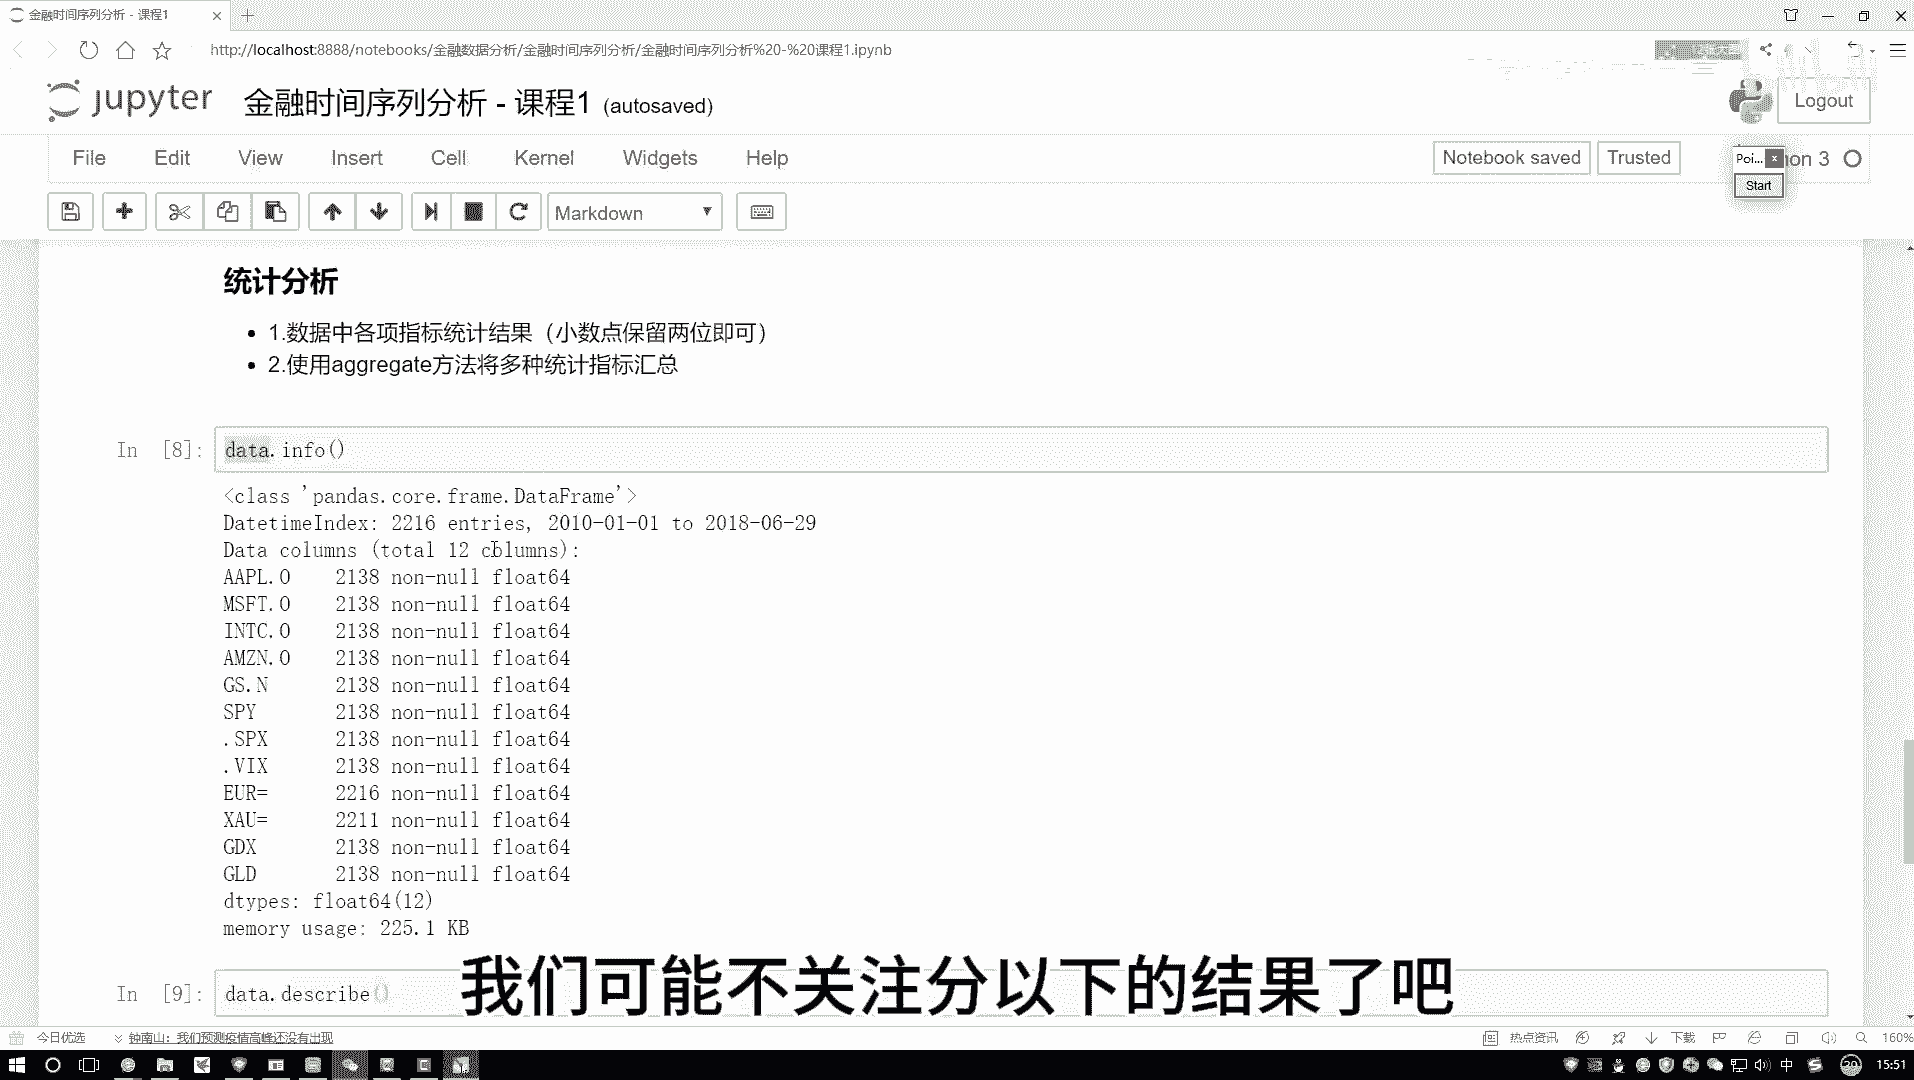 金融时间序列分析 - 课程1
http://localhost:8888/notebooks/金融数据分析/金融时间序列分析/金融时间序列分析%20-%20课程1.ipynb
jupyter 金融时间序列分析 - 课程1 (autosaved)
Logout
File Edit View Insert Cell Kernel Widgets Help
Notebook saved Trusted
Poi... x
on 3
Start
Markdown
统计分析
1.数据中各项指标统计结果（小数点保留两位即可）
2.使用aggregate方法将多种统计指标汇总
In [8]: data.info()
<class 'pandas.core.frame.DataFrame'>
DatetimeIndex: 2216 entries, 2010-01-01 to 2018-06-29
Data columns (total 12 columns):
AAPL.O 2138 non-null float64
MSFT.O 2138 non-null float64
INTC.O 2138 non-null float64
AMZN.O 2138 non-null float64
GS.N 2138 non-null float64
SPY 2138 non-null float64
.SPX 2138 non-null float64
.VIX 2138 non-null float64
EUR= 2216 non-null float64
XAU= 2211 non-null float64
GDX 2138 non-null float64
GLD 2138 non-null float64
dtypes: float64(12)
memory usage: 225.1 KB
In [9]: data.describe()
我们可能不关注分以下的结果了吧
今日优选 钟南山：我们预测疫情高峰还没有出现
热点资讯 下载 160%
中 20 15:51